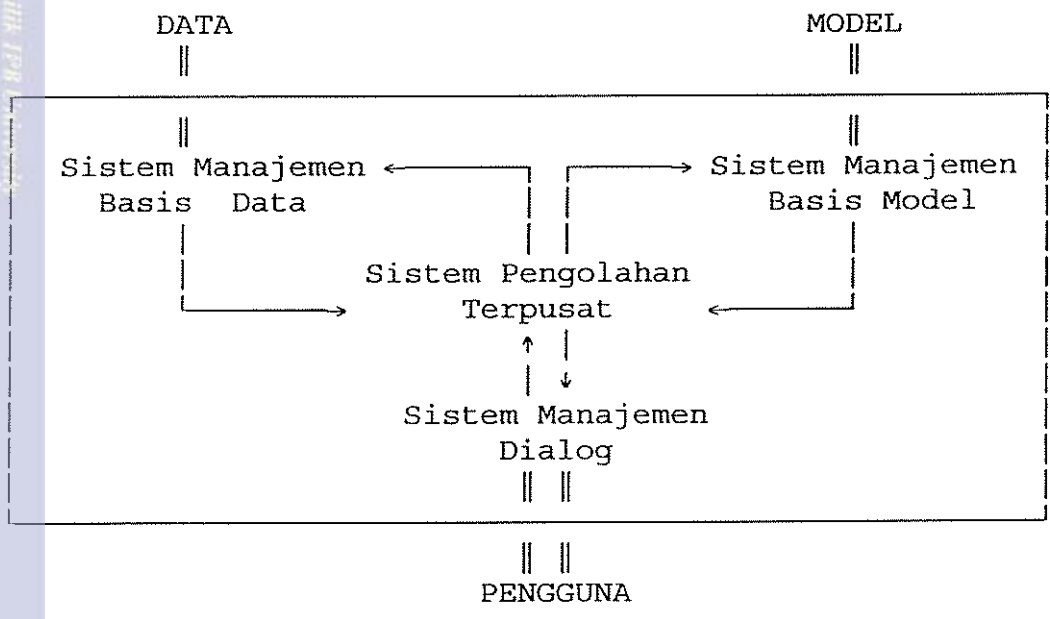 DATA MODEL
Sistem Manajemen Sistem Manajemen
Basis Data Basis Model
Sistem Pengolahan
Terpusat
Sistem Manajemen
Dialog
PENGGUNA